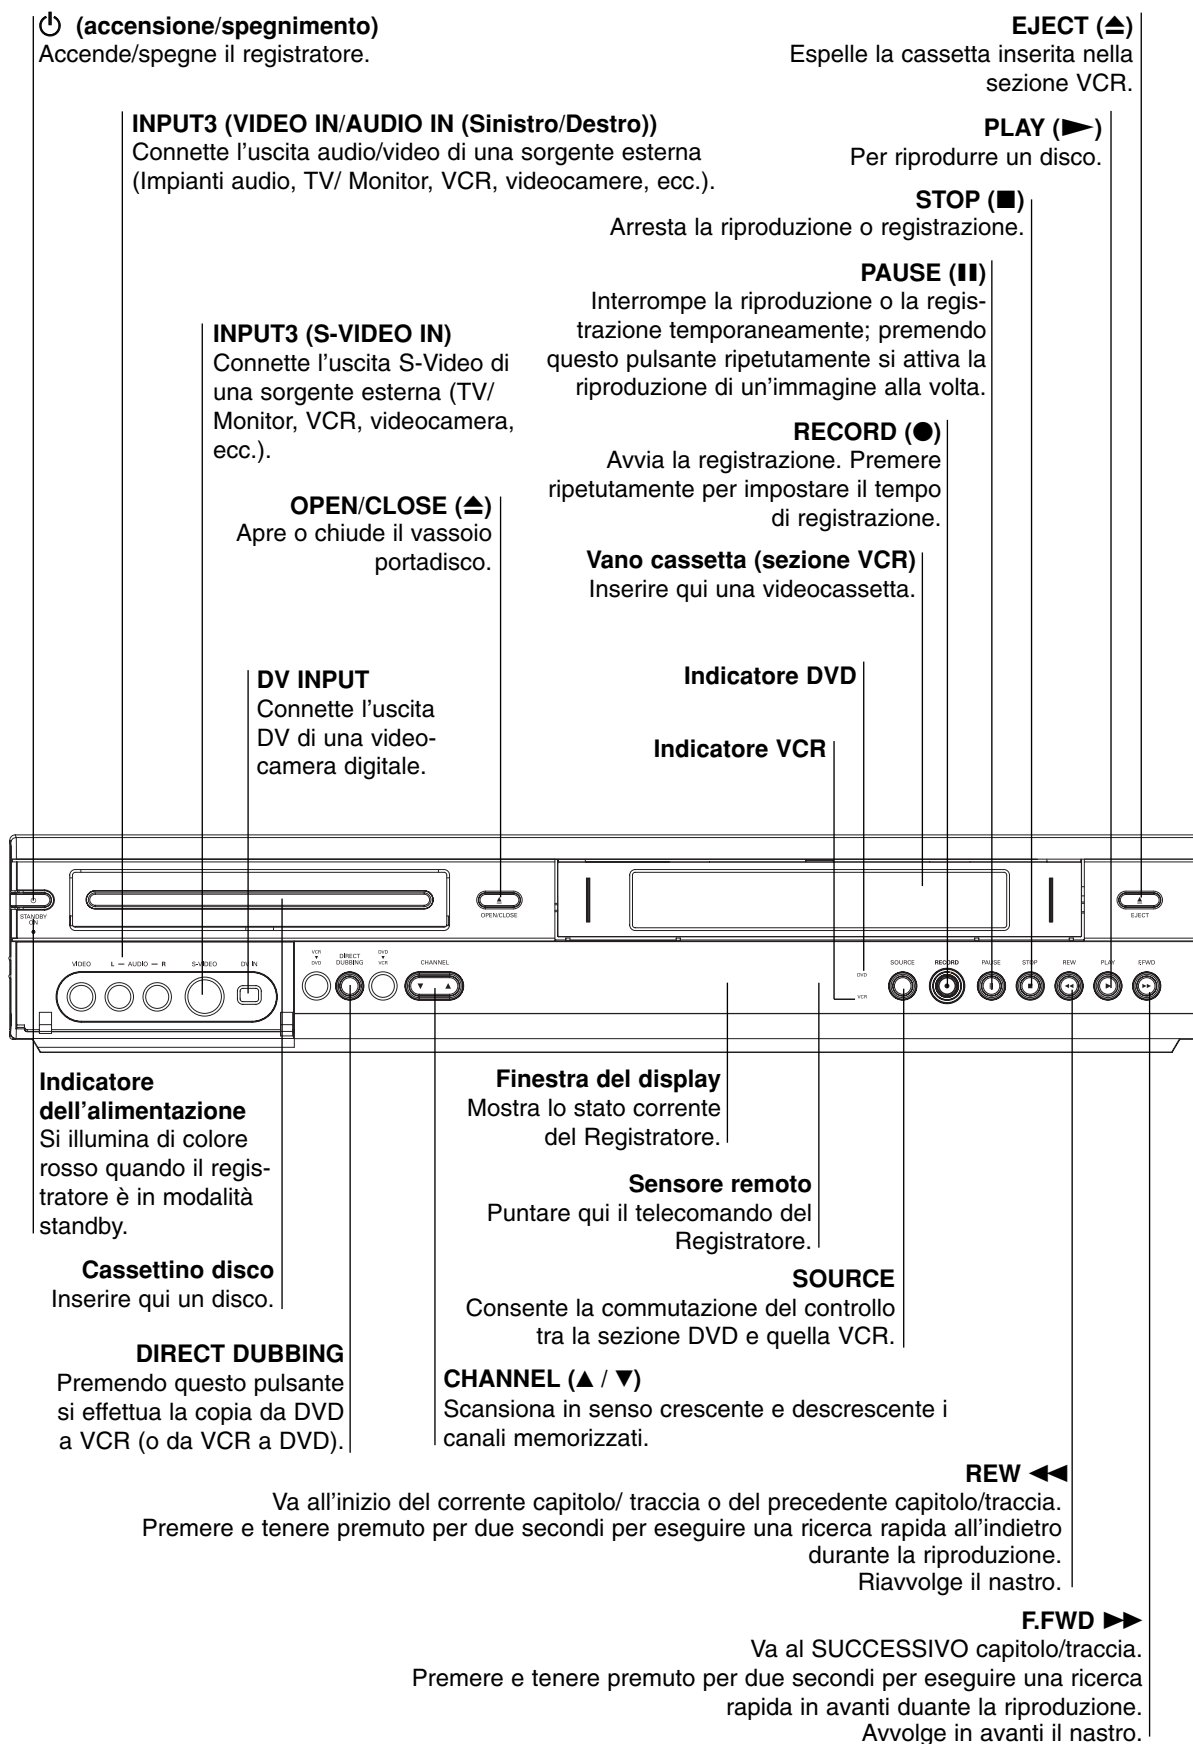 ⏻ (accensione/spegnimento)
Accende/spegne il registratore.
EJECT (⏏)
Espelle la cassetta inserita nella
sezione VCR.
INPUT3 (VIDEO IN/AUDIO IN (Sinistro/Destro))
Connette l'uscita audio/video di una sorgente esterna
(Impianti audio, TV/ Monitor, VCR, videocamere, ecc.).
PLAY (►)
Per riprodurre un disco.
STOP (■)
Arresta la riproduzione o registrazione.
PAUSE (▮▮)
Interrompe la riproduzione o la regis-
trazione temporaneamente; premendo
questo pulsante ripetutamente si attiva la
riproduzione di un'immagine alla volta.
INPUT3 (S-VIDEO IN)
Connette l'uscita S-Video di
una sorgente esterna (TV/
Monitor, VCR, videocamera,
ecc.).
RECORD (●)
Avvia la registrazione. Premere
ripetutamente per impostare il tempo
di registrazione.
OPEN/CLOSE (⏏)
Apre o chiude il vassoio
portadisco.
Vano cassetta (sezione VCR)
Inserire qui una videocassetta.
DV INPUT
Connette l'uscita
DV di una video-
camera digitale.
Indicatore DVD
Indicatore VCR
STANDBY
ON
OPEN/CLOSE
EJECT
VIDEO L — AUDIO — R S-VIDEO DV IN
VCR
▼
DVD
DIRECT
DUBBING
DVD
▼
VCR
CHANNEL
▼ ▲
DVD
VCR
SOURCE RECORD PAUSE STOP REW PLAY F.FWD
Indicatore
dell'alimentazione
Si illumina di colore
rosso quando il regis-
tratore è in modalità
standby.
Finestra del display
Mostra lo stato corrente
del Registratore.
Sensore remoto
Puntare qui il telecomando del
Registratore.
Cassettino disco
Inserire qui un disco.
SOURCE
Consente la commutazione del controllo
tra la sezione DVD e quella VCR.
DIRECT DUBBING
Premendo questo pulsante
si effettua la copia da DVD
a VCR (o da VCR a DVD).
CHANNEL (▲ / ▼)
Scansiona in senso crescente e descrescente i
canali memorizzati.
REW ◄◄
Va all'inizio del corrente capitolo/ traccia o del precedente capitolo/traccia.
Premere e tenere premuto per due secondi per eseguire una ricerca rapida all'indietro
durante la riproduzione.
Riavvolge il nastro.
F.FWD ►►
Va al SUCCESSIVO capitolo/traccia.
Premere e tenere premuto per due secondi per eseguire una ricerca
rapida in avanti duante la riproduzione.
Avvolge in avanti il nastro.